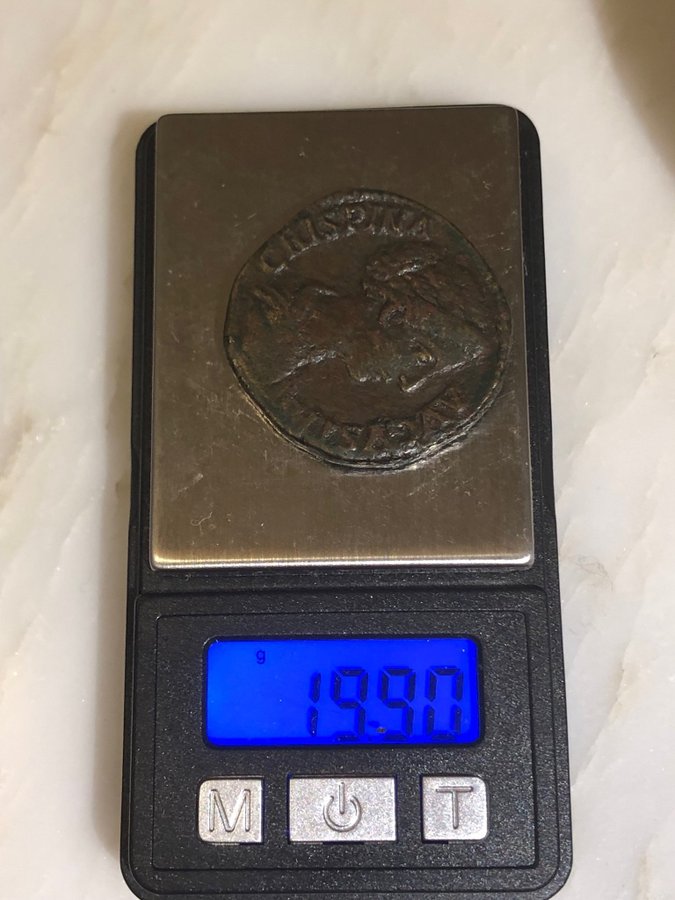 CRISPINA
AVGVSTA
g
19.90
M
T